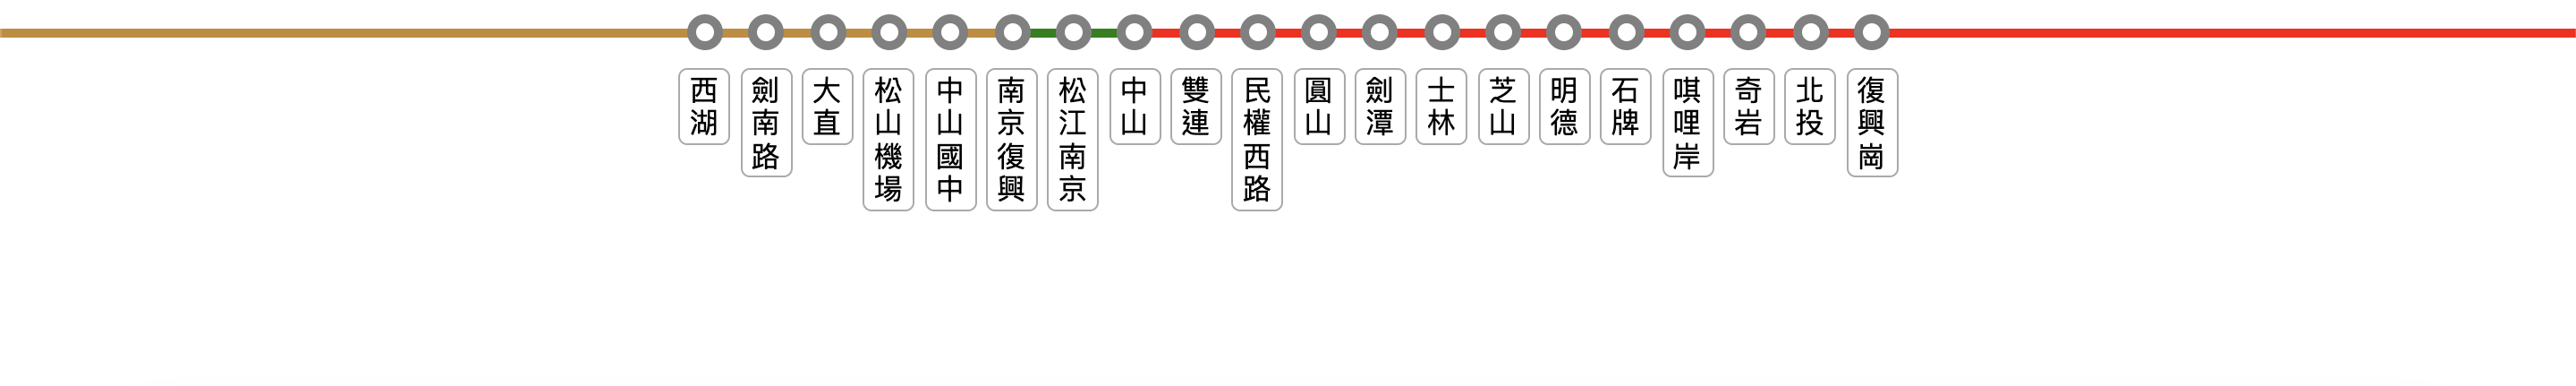 西湖
劍南路
大直
松山機場
中山國中
南京復興
松江南京
中山
雙連
民權西路
圓山
劍潭
士林
芝山
明德
石牌
唭哩岸
奇岩
北投
復興崗